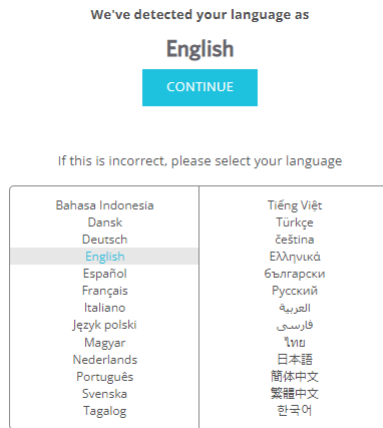 We've detected your language as
English
CONTINUE
If this is incorrect, please select your language
Bahasa Indonesia
Dansk
Deutsch
English
Español
Français
Italiano
Język polski
Magyar
Nederlands
Português
Svenska
Tagalog
Tiếng Việt
Türkçe
čeština
Ελληνικά
български
Русский
العربية
فارسی
ไทย
日本語
简体中文
繁體中文
한국어